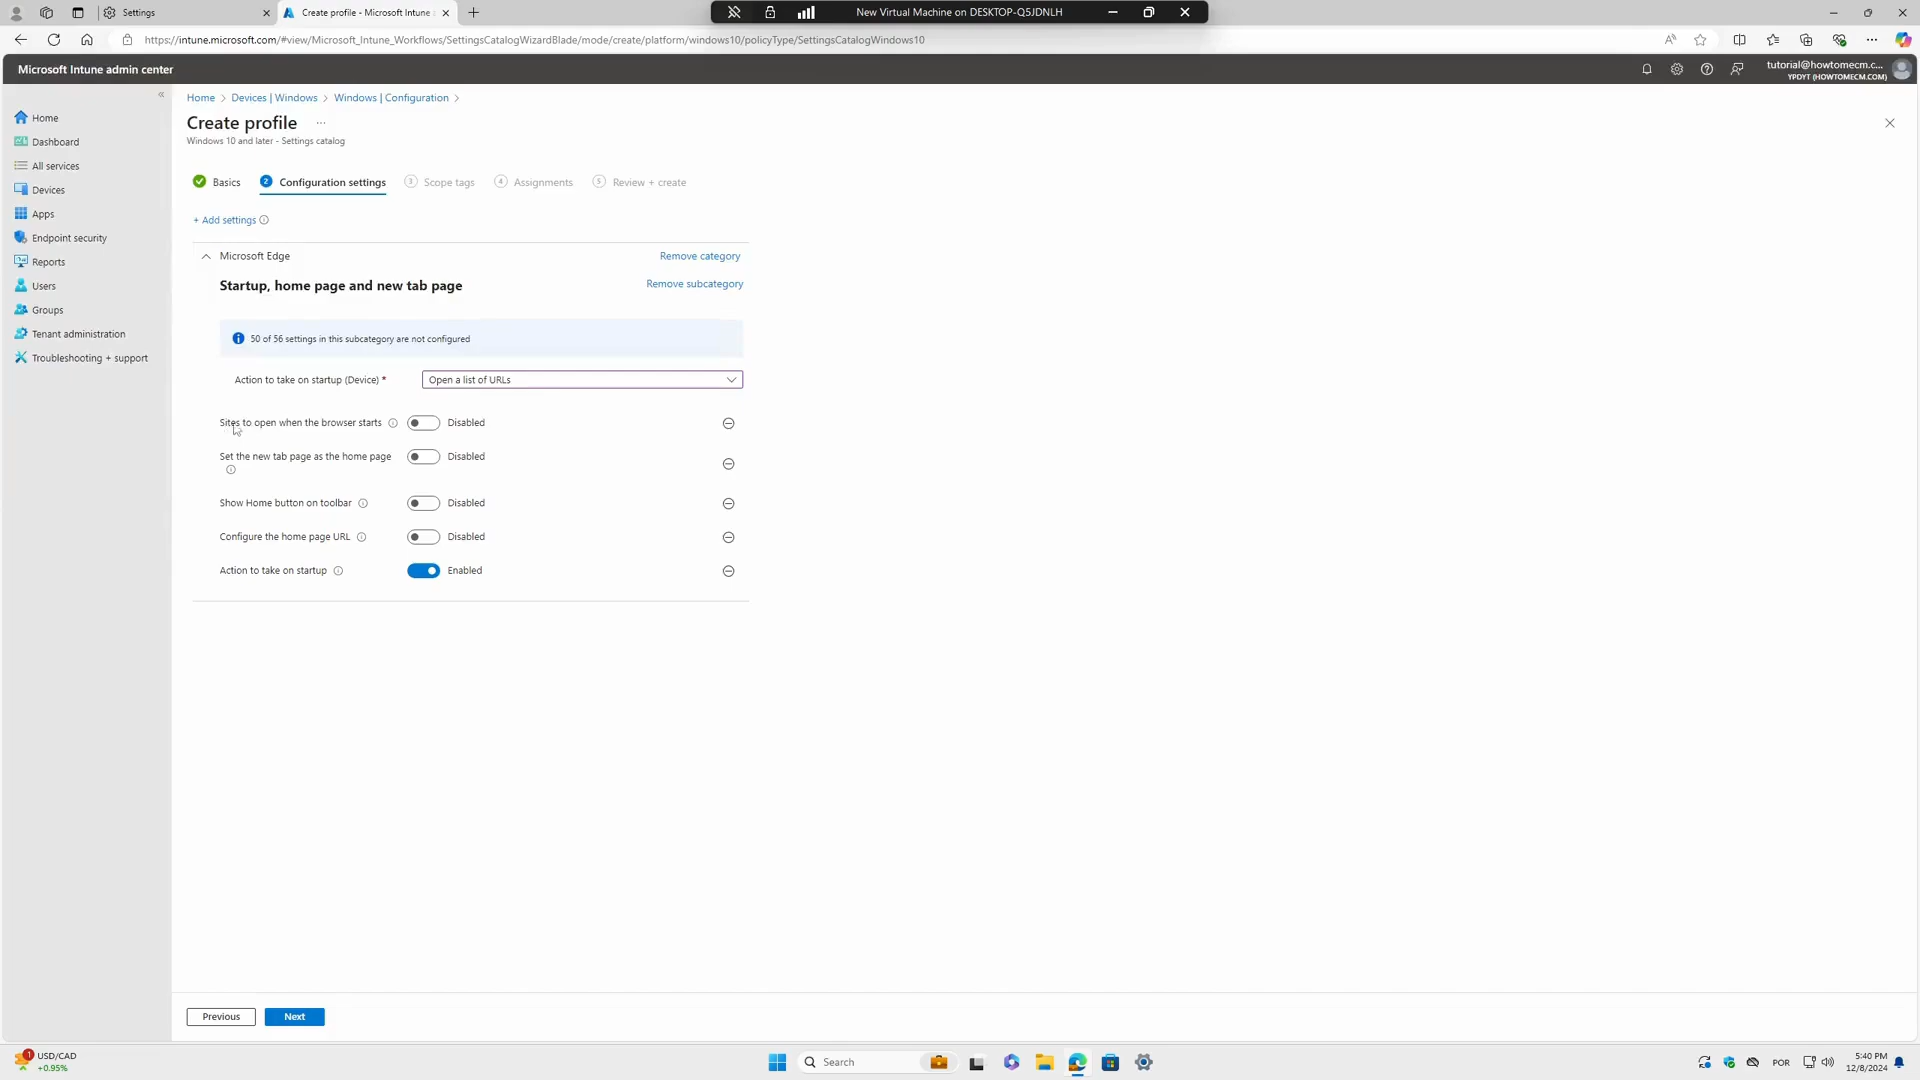 Settings
Create profile - Microsoft Intune
New Virtual Machine on DESKTOP-Q5JDNLH
https://intune.microsoft.com/#view/Microsoft_Intune_Workflows/SettingsCatalogWizardBlade/mode/create/platform/windows10/policyType/SettingsCatalogWindows10
Microsoft Intune admin center
tutorial@howtomecm.c...
YPDYT (HOWTOMECM.COM)
Home
Dashboard
All services
Devices
Apps
Endpoint security
Reports
Users
Groups
Tenant administration
Troubleshooting + support
Home > Devices | Windows > Windows | Configuration >
Create profile ...
Windows 10 and later - Settings catalog
Basics
2 Configuration settings
3 Scope tags
4 Assignments
5 Review + create
+ Add settings
Microsoft Edge
Remove category
Startup, home page and new tab page
Remove subcategory
50 of 56 settings in this subcategory are not configured
Action to take on startup (Device) *
Open a list of URLs
Sites to open when the browser starts
Disabled
Set the new tab page as the home page
Disabled
Show Home button on toolbar
Disabled
Configure the home page URL
Disabled
Action to take on startup
Enabled
Previous
Next
1
USD/CAD
+0.95%
Search
POR
5:40 PM
12/8/2024